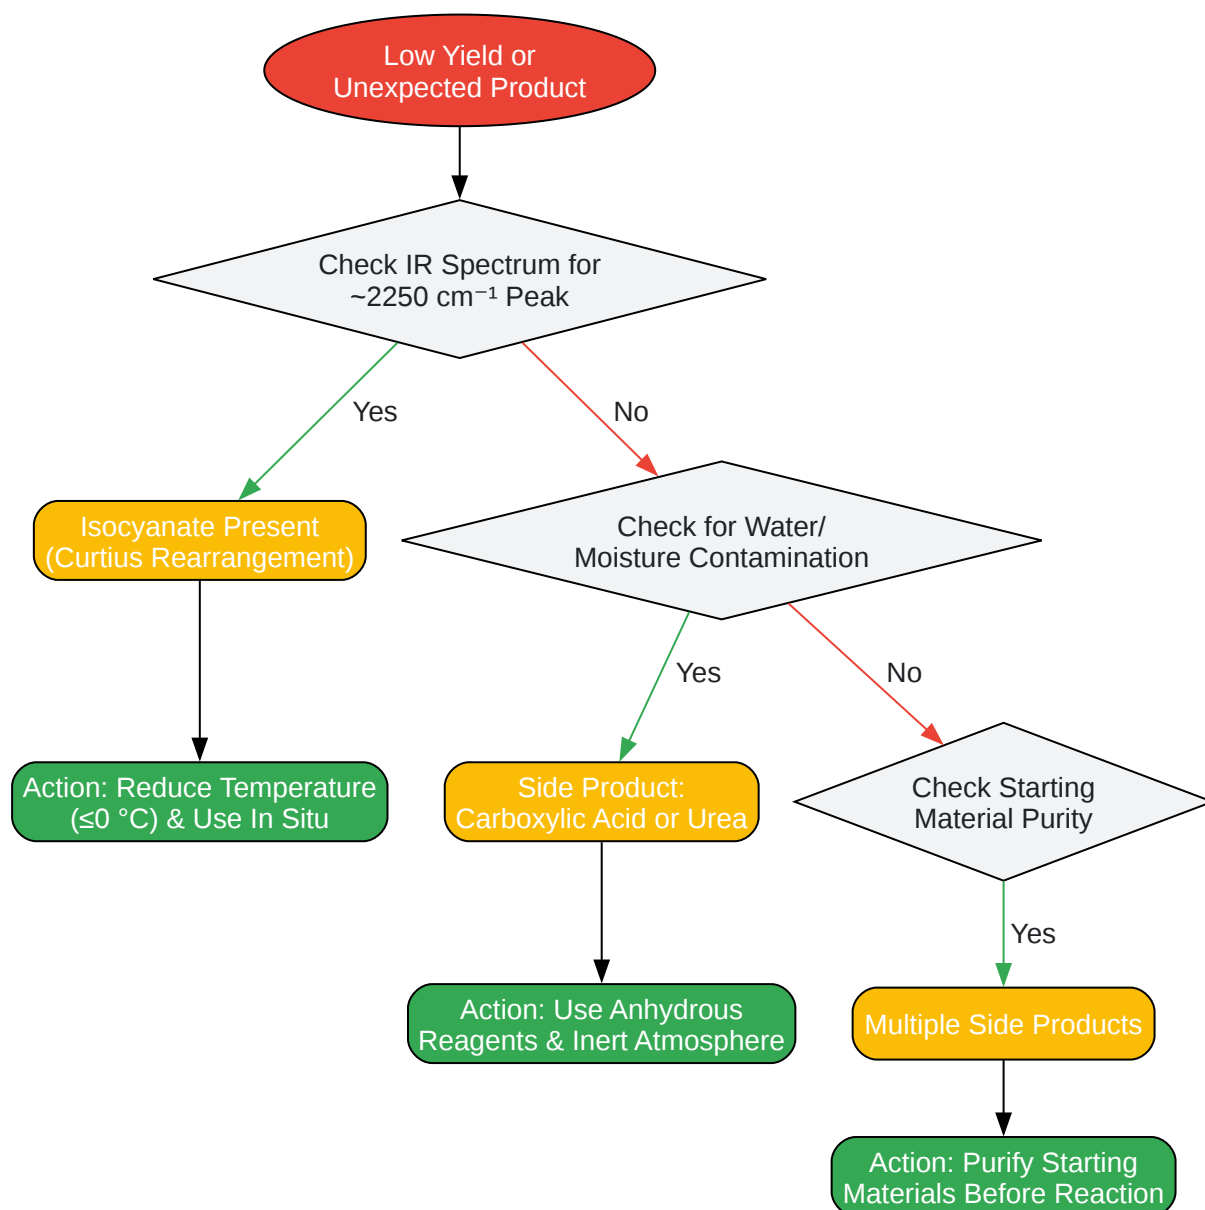 Low Yield or
Unexpected Product
Check IR Spectrum for
~2250 cm⁻¹ Peak
Yes
No
Isocyanate Present
(Curtius Rearrangement)
Check for Water/
Moisture Contamination
Yes
No
Action: Reduce Temperature
(≤0 °C) & Use In Situ
Side Product:
Carboxylic Acid or Urea
Check Starting
Material Purity
Yes
Action: Use Anhydrous
Reagents & Inert Atmosphere
Multiple Side Products
Action: Purify Starting
Materials Before Reaction